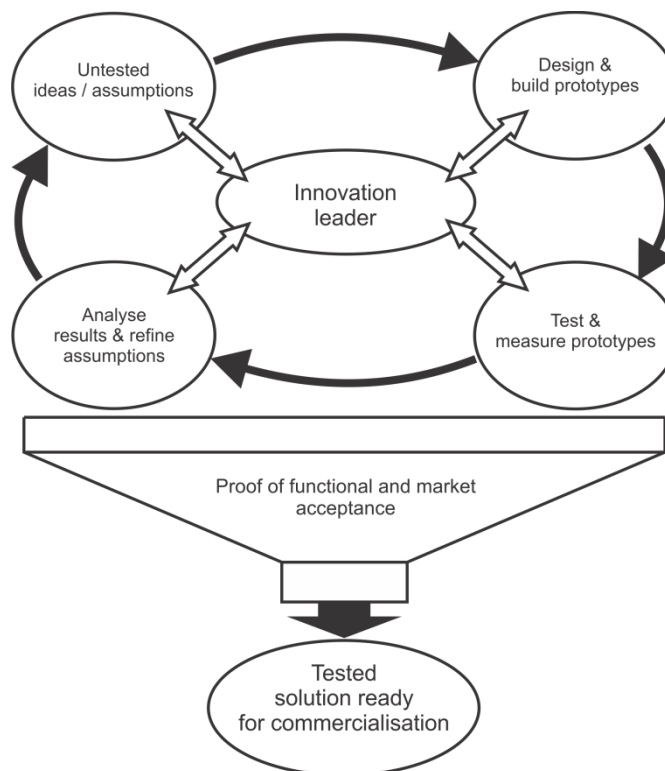 Untested
ideas / assumptions
Design &
build prototypes
Innovation
leader
Analyse
results & refine
assumptions
Test &
measure prototypes
Proof of functional and market
acceptance
Tested
solution ready
for commercialisation